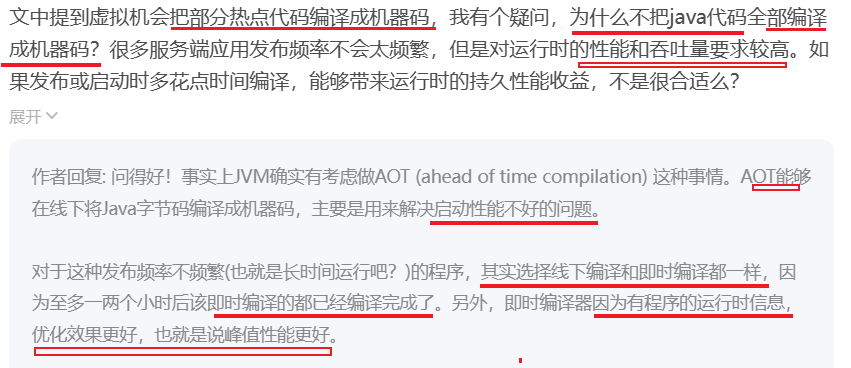 文中提到虚拟机会把部分热点代码编译成机器码，我有个疑问，为什么不把java代码全部编译
成机器码？很多服务端应用发布频率不会太频繁，但是对运行时的性能和吞吐量要求较高。如
果发布或启动时多花点时间编译，能够带来运行时的持久性能收益，不是很合适么？
展开
作者回复: 问得好！事实上JVM确实有考虑做AOT (ahead of time compilation) 这种事情。AOT能够
在线下将Java字节码编译成机器码，主要是用来解决启动性能不好的问题。
对于这种发布频率不频繁(也就是长时间运行吧？)的程序，其实选择线下编译和即时编译都一样，因
为至多一两个小时后该即时编译的都已经编译完成了。另外，即时编译器因为有程序的运行时信息，
优化效果更好，也就是说峰值性能更好。